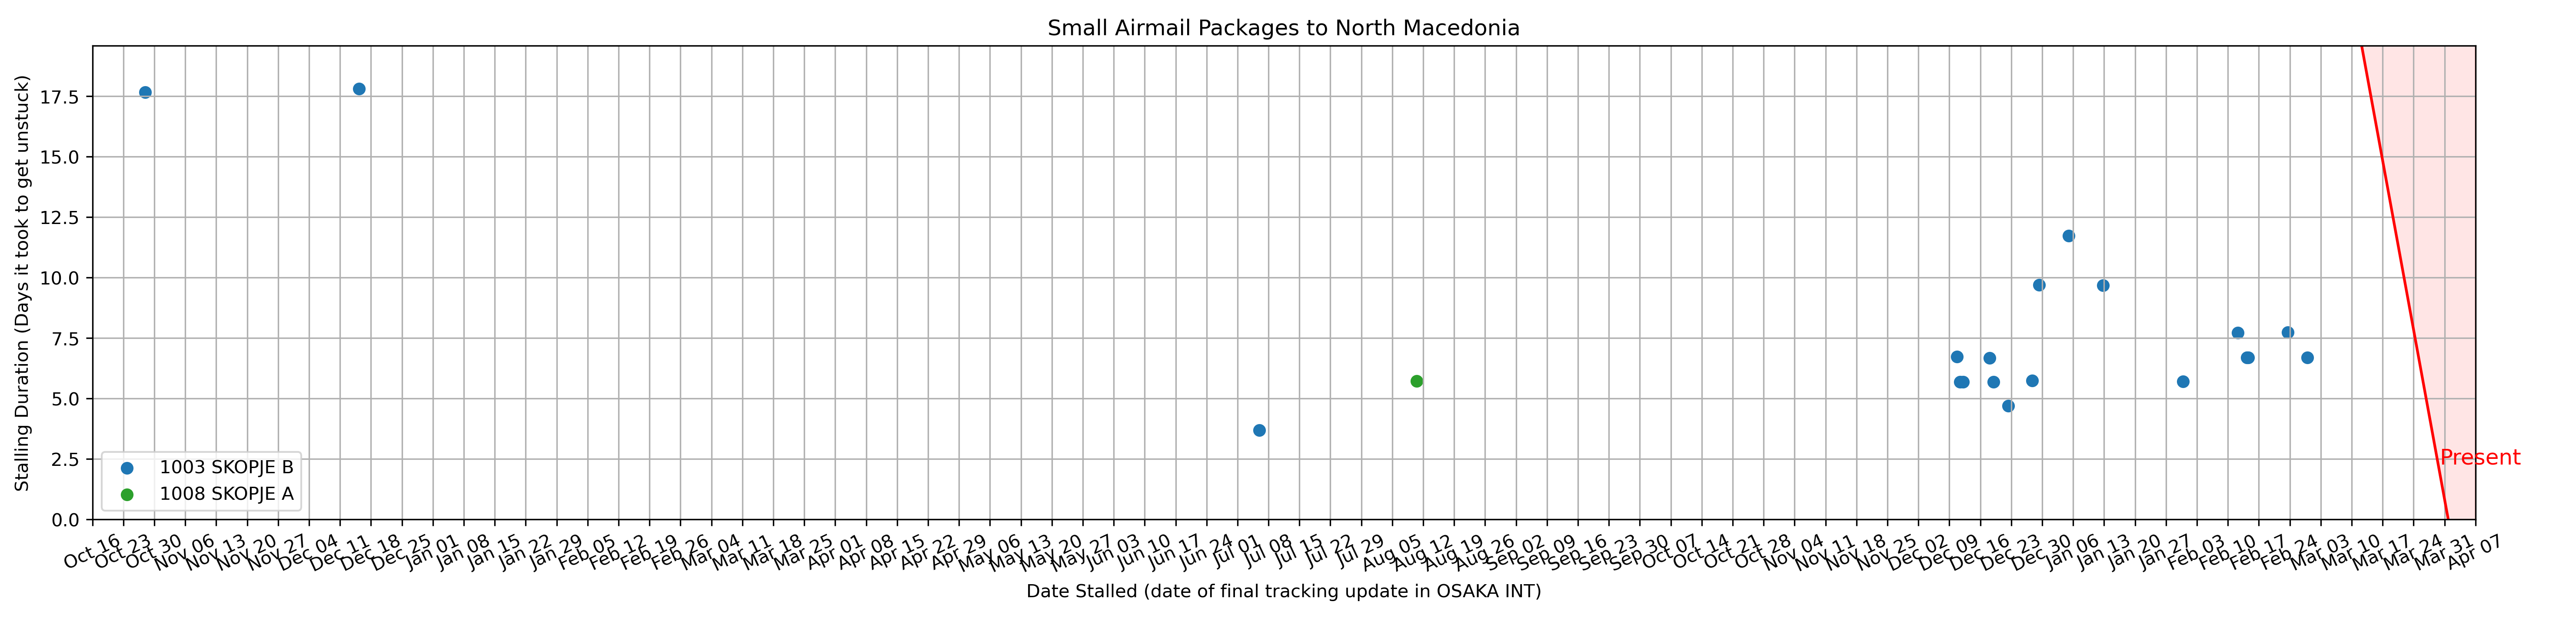 Small Airmail Packages to North Macedonia
Stalling Duration (Days it took to get unstuck)
17.5
15.0
12.5
10.0
7.5
5.0
2.5
0.0
1003 SKOPJE B
1008 SKOPJE A
Present
Oct 16
Oct 23
Oct 30
Nov 06
Nov 13
Nov 20
Nov 27
Dec 04
Dec 11
Dec 18
Dec 25
Jan 01
Jan 08
Jan 15
Jan 22
Jan 29
Feb 05
Feb 12
Feb 19
Feb 26
Mar 04
Mar 11
Mar 18
Mar 25
Apr 01
Apr 08
Apr 15
Apr 22
Apr 29
May 06
May 13
May 20
May 27
Jun 03
Jun 10
Jun 17
Jun 24
Jul 01
Jul 08
Jul 15
Jul 22
Jul 29
Aug 05
Aug 12
Aug 19
Aug 26
Sep 02
Sep 09
Sep 16
Sep 23
Sep 30
Oct 07
Oct 14
Oct 21
Oct 28
Nov 04
Nov 11
Nov 18
Nov 25
Dec 02
Dec 09
Dec 16
Dec 23
Dec 30
Jan 06
Jan 13
Jan 20
Jan 27
Feb 03
Feb 10
Feb 17
Feb 24
Mar 03
Mar 10
Mar 17
Mar 24
Mar 31
Apr 07
Date Stalled (date of final tracking update in OSAKA INT)